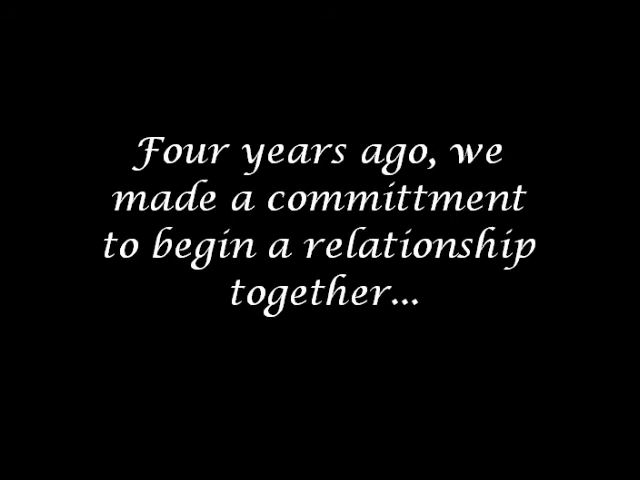 Four years ago, we
made a committment
to begin a relationship
together...